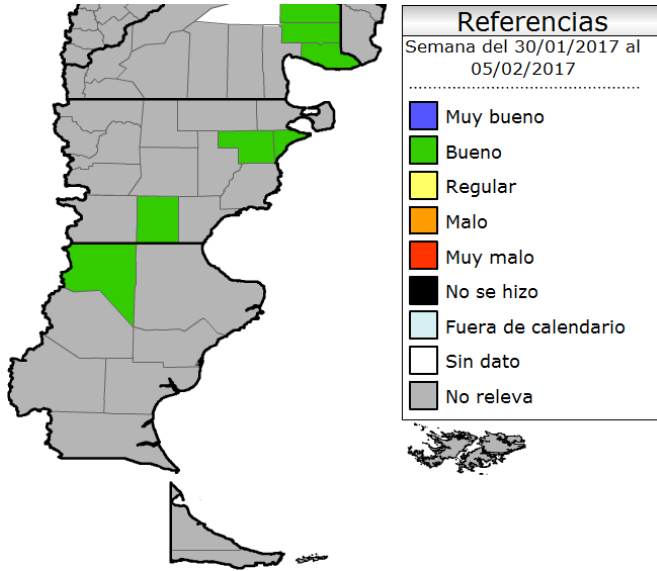 Referencias
Semana del 30/01/2017 al
05/02/2017
Muy bueno
Bueno
Regular
Malo
Muy malo
No se hizo
Fuera de calendario
Sin dato
No releva